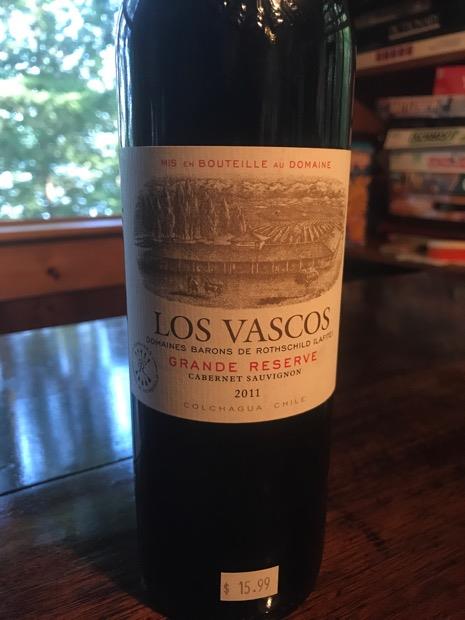 MIS EN BOUTEILLE AU DOMAINE
LOS VASCOS
DOMAINES BARONS DE ROTHSCHILD (LAFITE)
GRANDE RESERVE
CABERNET SAUVIGNON
2011
COLCHAGUA CHILE
$ 15.99